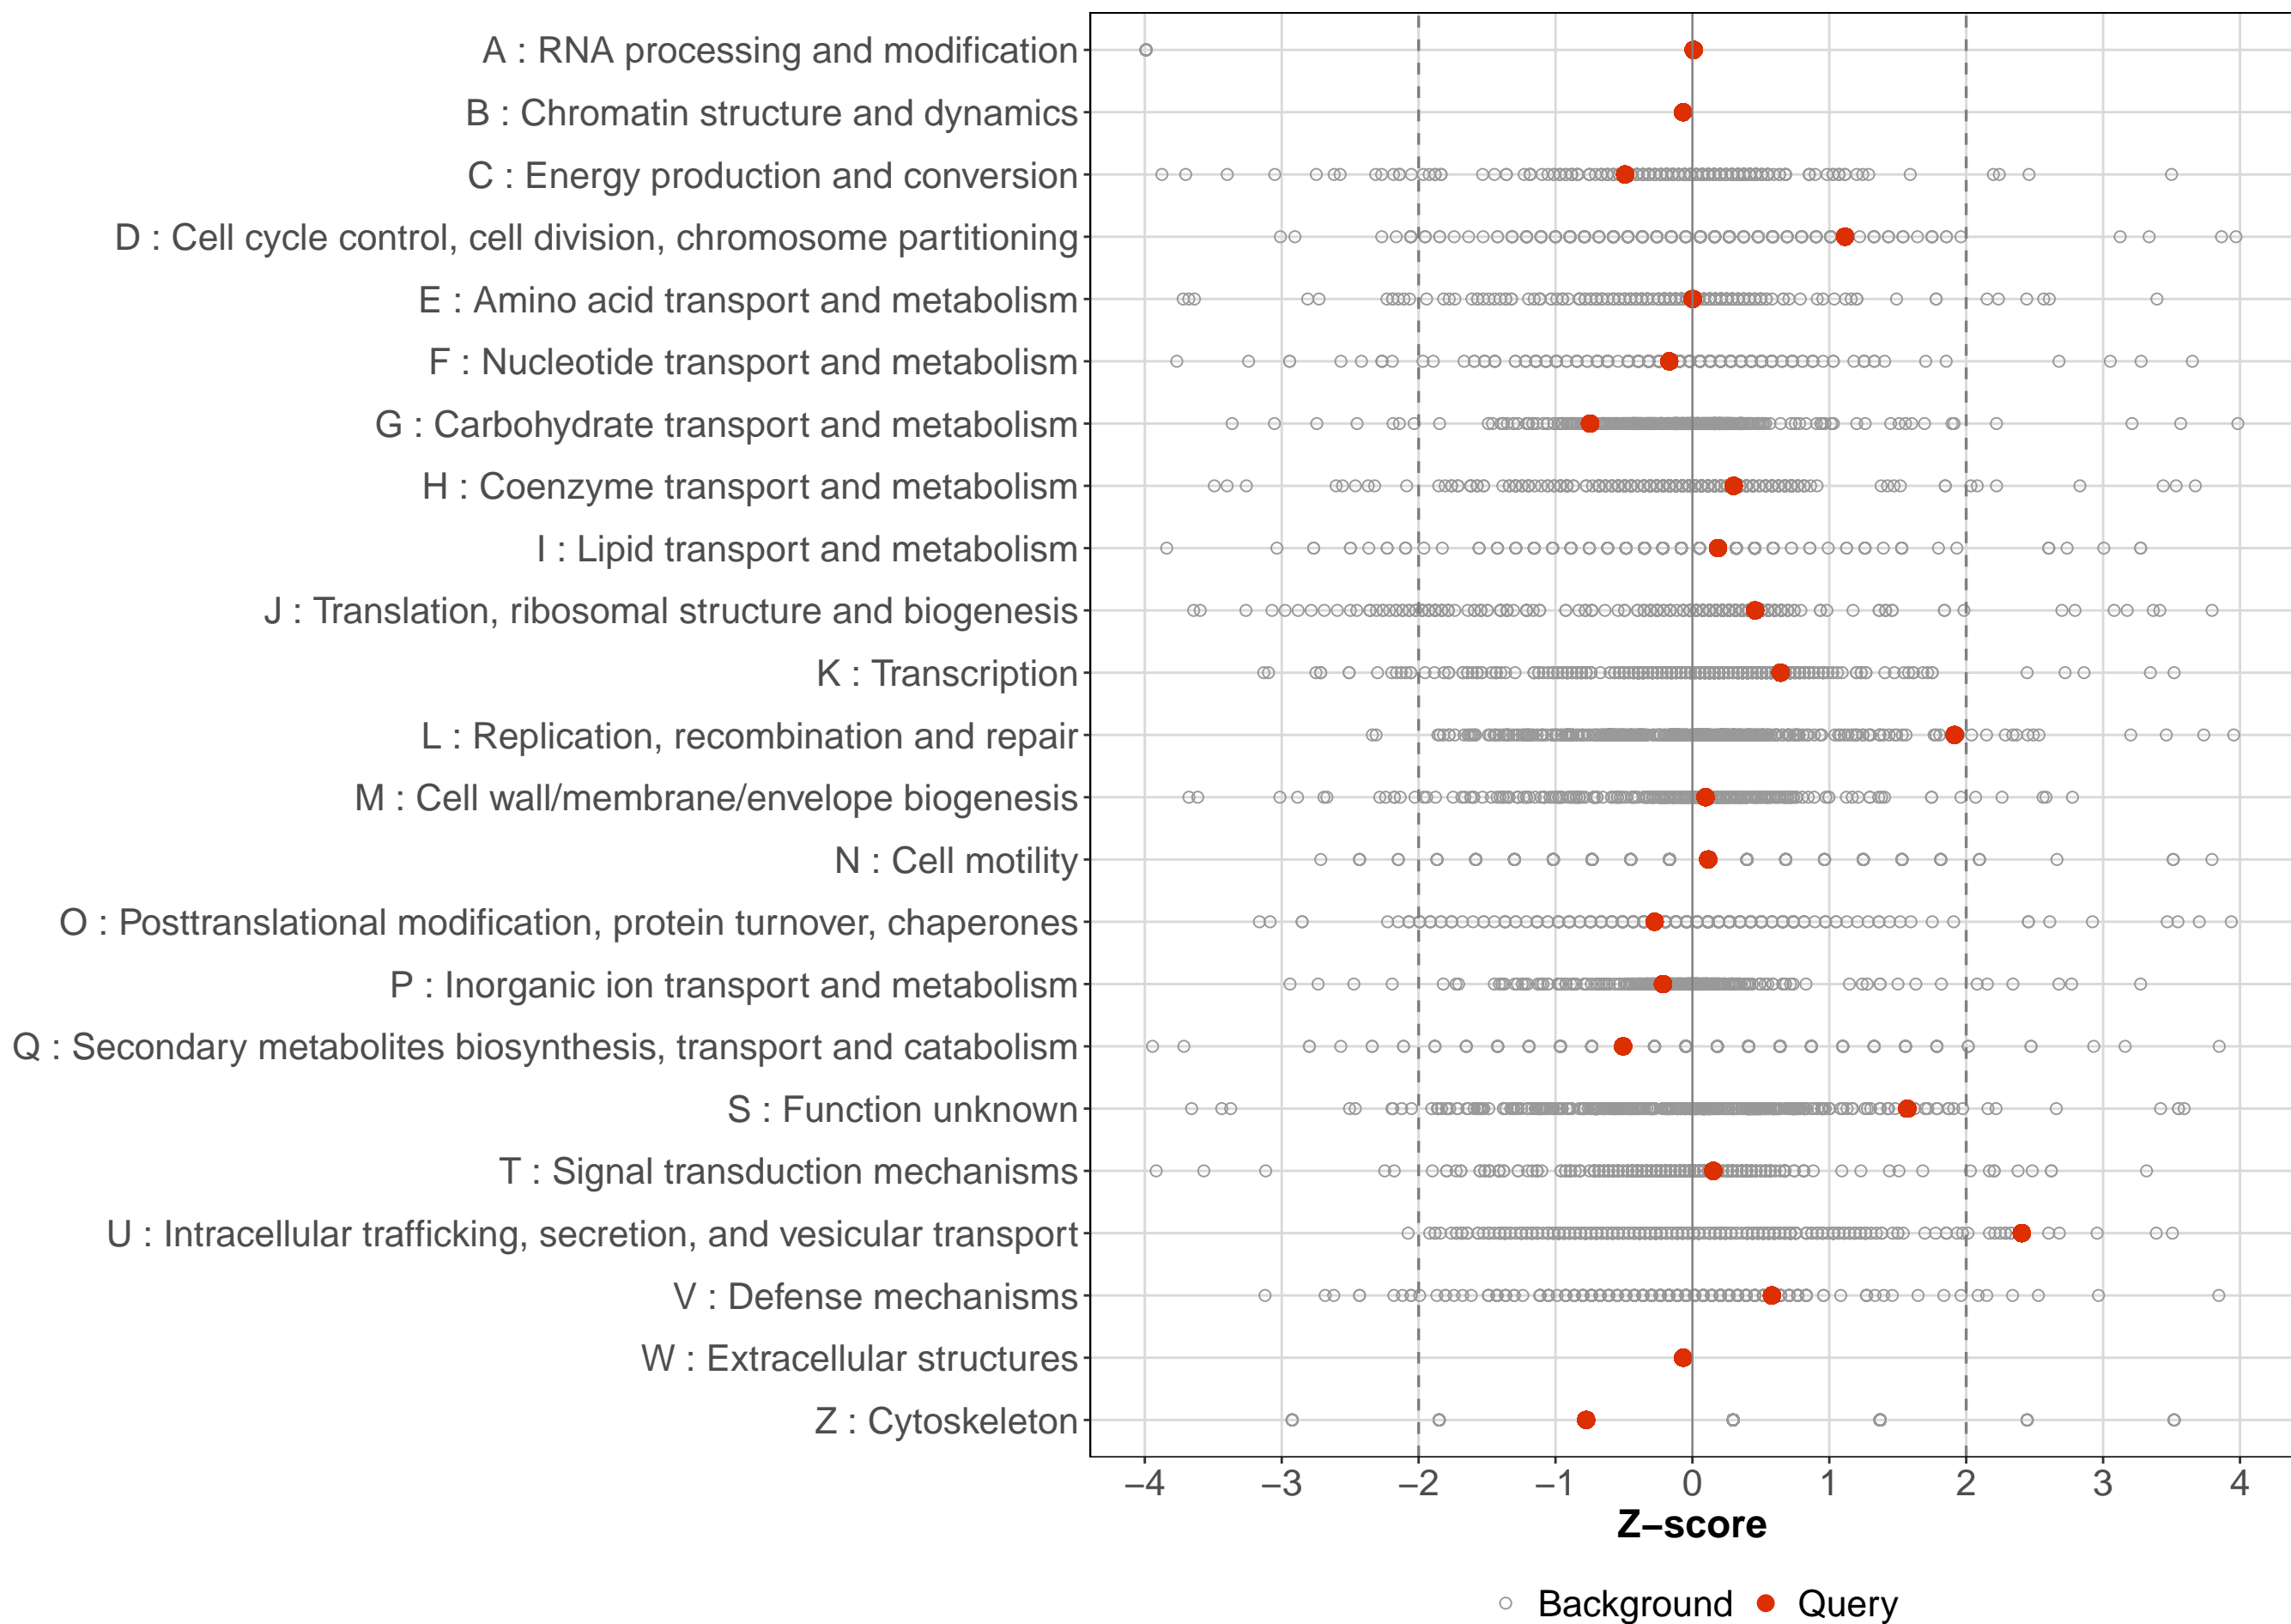 A : RNA processing and modification
B : Chromatin structure and dynamics
C : Energy production and conversion
D : Cell cycle control, cell division, chromosome partitioning
E : Amino acid transport and metabolism
F : Nucleotide transport and metabolism
G : Carbohydrate transport and metabolism
H : Coenzyme transport and metabolism
I : Lipid transport and metabolism
J : Translation, ribosomal structure and biogenesis
K : Transcription
L : Replication, recombination and repair
M : Cell wall/membrane/envelope biogenesis
N : Cell motility
O : Posttranslational modification, protein turnover, chaperones
P : Inorganic ion transport and metabolism
Q : Secondary metabolites biosynthesis, transport and catabolism
S : Function unknown
T : Signal transduction mechanisms
U : Intracellular trafficking, secretion, and vesicular transport
V : Defense mechanisms
W : Extracellular structures
Z : Cytoskeleton
−4 −3 −2 −1 0 1 2 3 4
Z−score
Background Query